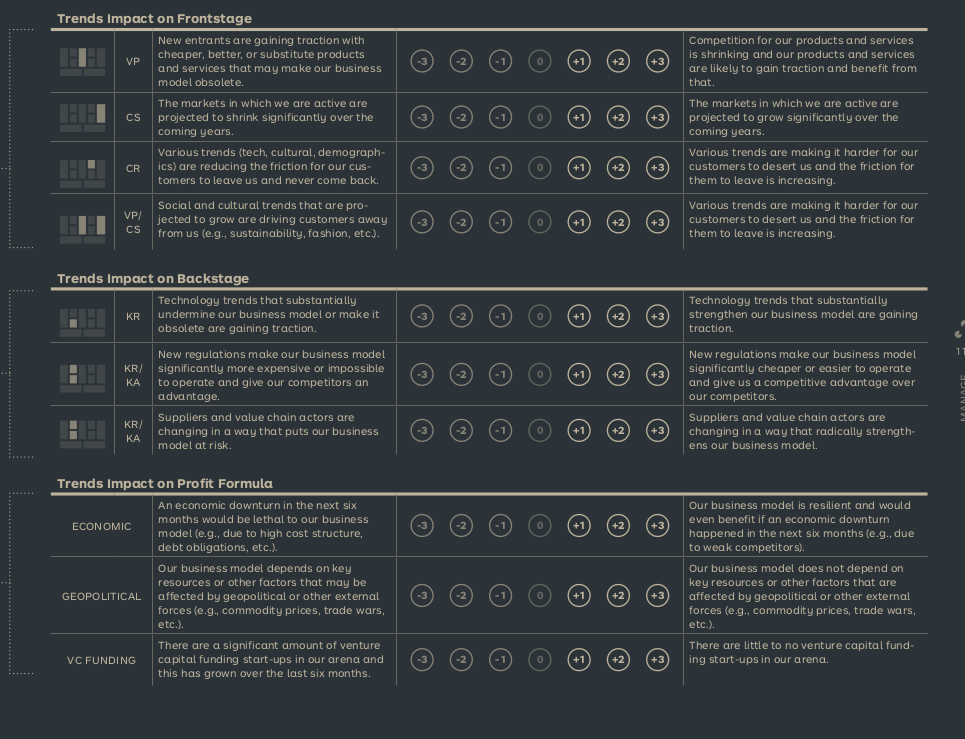 Trends Impact on Frontstage
VP
New entrants are gaining traction with
cheaper, better, or substitute products
and services that may make our business
model obsolete.
-3 -2 -1 0 +1 +2 +3
Competition for our products and services
is shrinking and our products and services
are likely to gain traction and benefit from
that.
CS
The markets in which we are active are
projected to shrink significantly over the
coming years.
-3 -2 -1 0 +1 +2 +3
The markets in which we are active are
projected to grow significantly over the
coming years.
CR
Various trends (tech, cultural, demograph-
ics) are reducing the friction for our cus-
tomers to leave us and never come back.
-3 -2 -1 0 +1 +2 +3
Various trends are making it harder for our
customers to desert us and the friction for
them to leave is increasing.
VP/
CS
Social and cultural trends that are pro-
jected to grow are driving customers away
from us (e.g., sustainability, fashion, etc.).
-3 -2 -1 0 +1 +2 +3
Various trends are making it harder for our
customers to desert us and the friction for
them to leave is increasing.
Trends Impact on Backstage
KR
Technology trends that substantially
undermine our business model or make it
obsolete are gaining traction.
-3 -2 -1 0 +1 +2 +3
Technology trends that substantially
strengthen our business model are gaining
traction.
KR/
KA
New regulations make our business model
significantly more expensive or impossible
to operate and give our competitors an
advantage.
-3 -2 -1 0 +1 +2 +3
New regulations make our business model
significantly cheaper or easier to operate
and give us a competitive advantage over
our competitors.
KR/
KA
Suppliers and value chain actors are
changing in a way that puts our business
model at risk.
-3 -2 -1 0 +1 +2 +3
Suppliers and value chain actors are
changing in a way that radically strength-
ens our business model.
Trends Impact on Profit Formula
ECONOMIC
An economic downturn in the next six
months would be lethal to our business
model (e.g., due to high cost structure,
debt obligations, etc.).
-3 -2 -1 0 +1 +2 +3
Our business model is resilient and would
even benefit if an economic downturn
happened in the next six months (e.g., due
to weak competitors).
GEOPOLITICAL
Our business model depends on key
resources or other factors that may be
affected by geopolitical or other external
forces (e.g., commodity prices, trade wars,
etc.).
-3 -2 -1 0 +1 +2 +3
Our business model does not depend on
key resources or other factors that are
affected by geopolitical or other external
forces (e.g., commodity prices, trade wars,
etc.).
VC FUNDING
There are a significant amount of venture
capital funding start-ups in our arena and
this has grown over the last six months.
-3 -2 -1 0 +1 +2 +3
There are little to no venture capital fund-
ing start-ups in our arena.
11
MANAGE